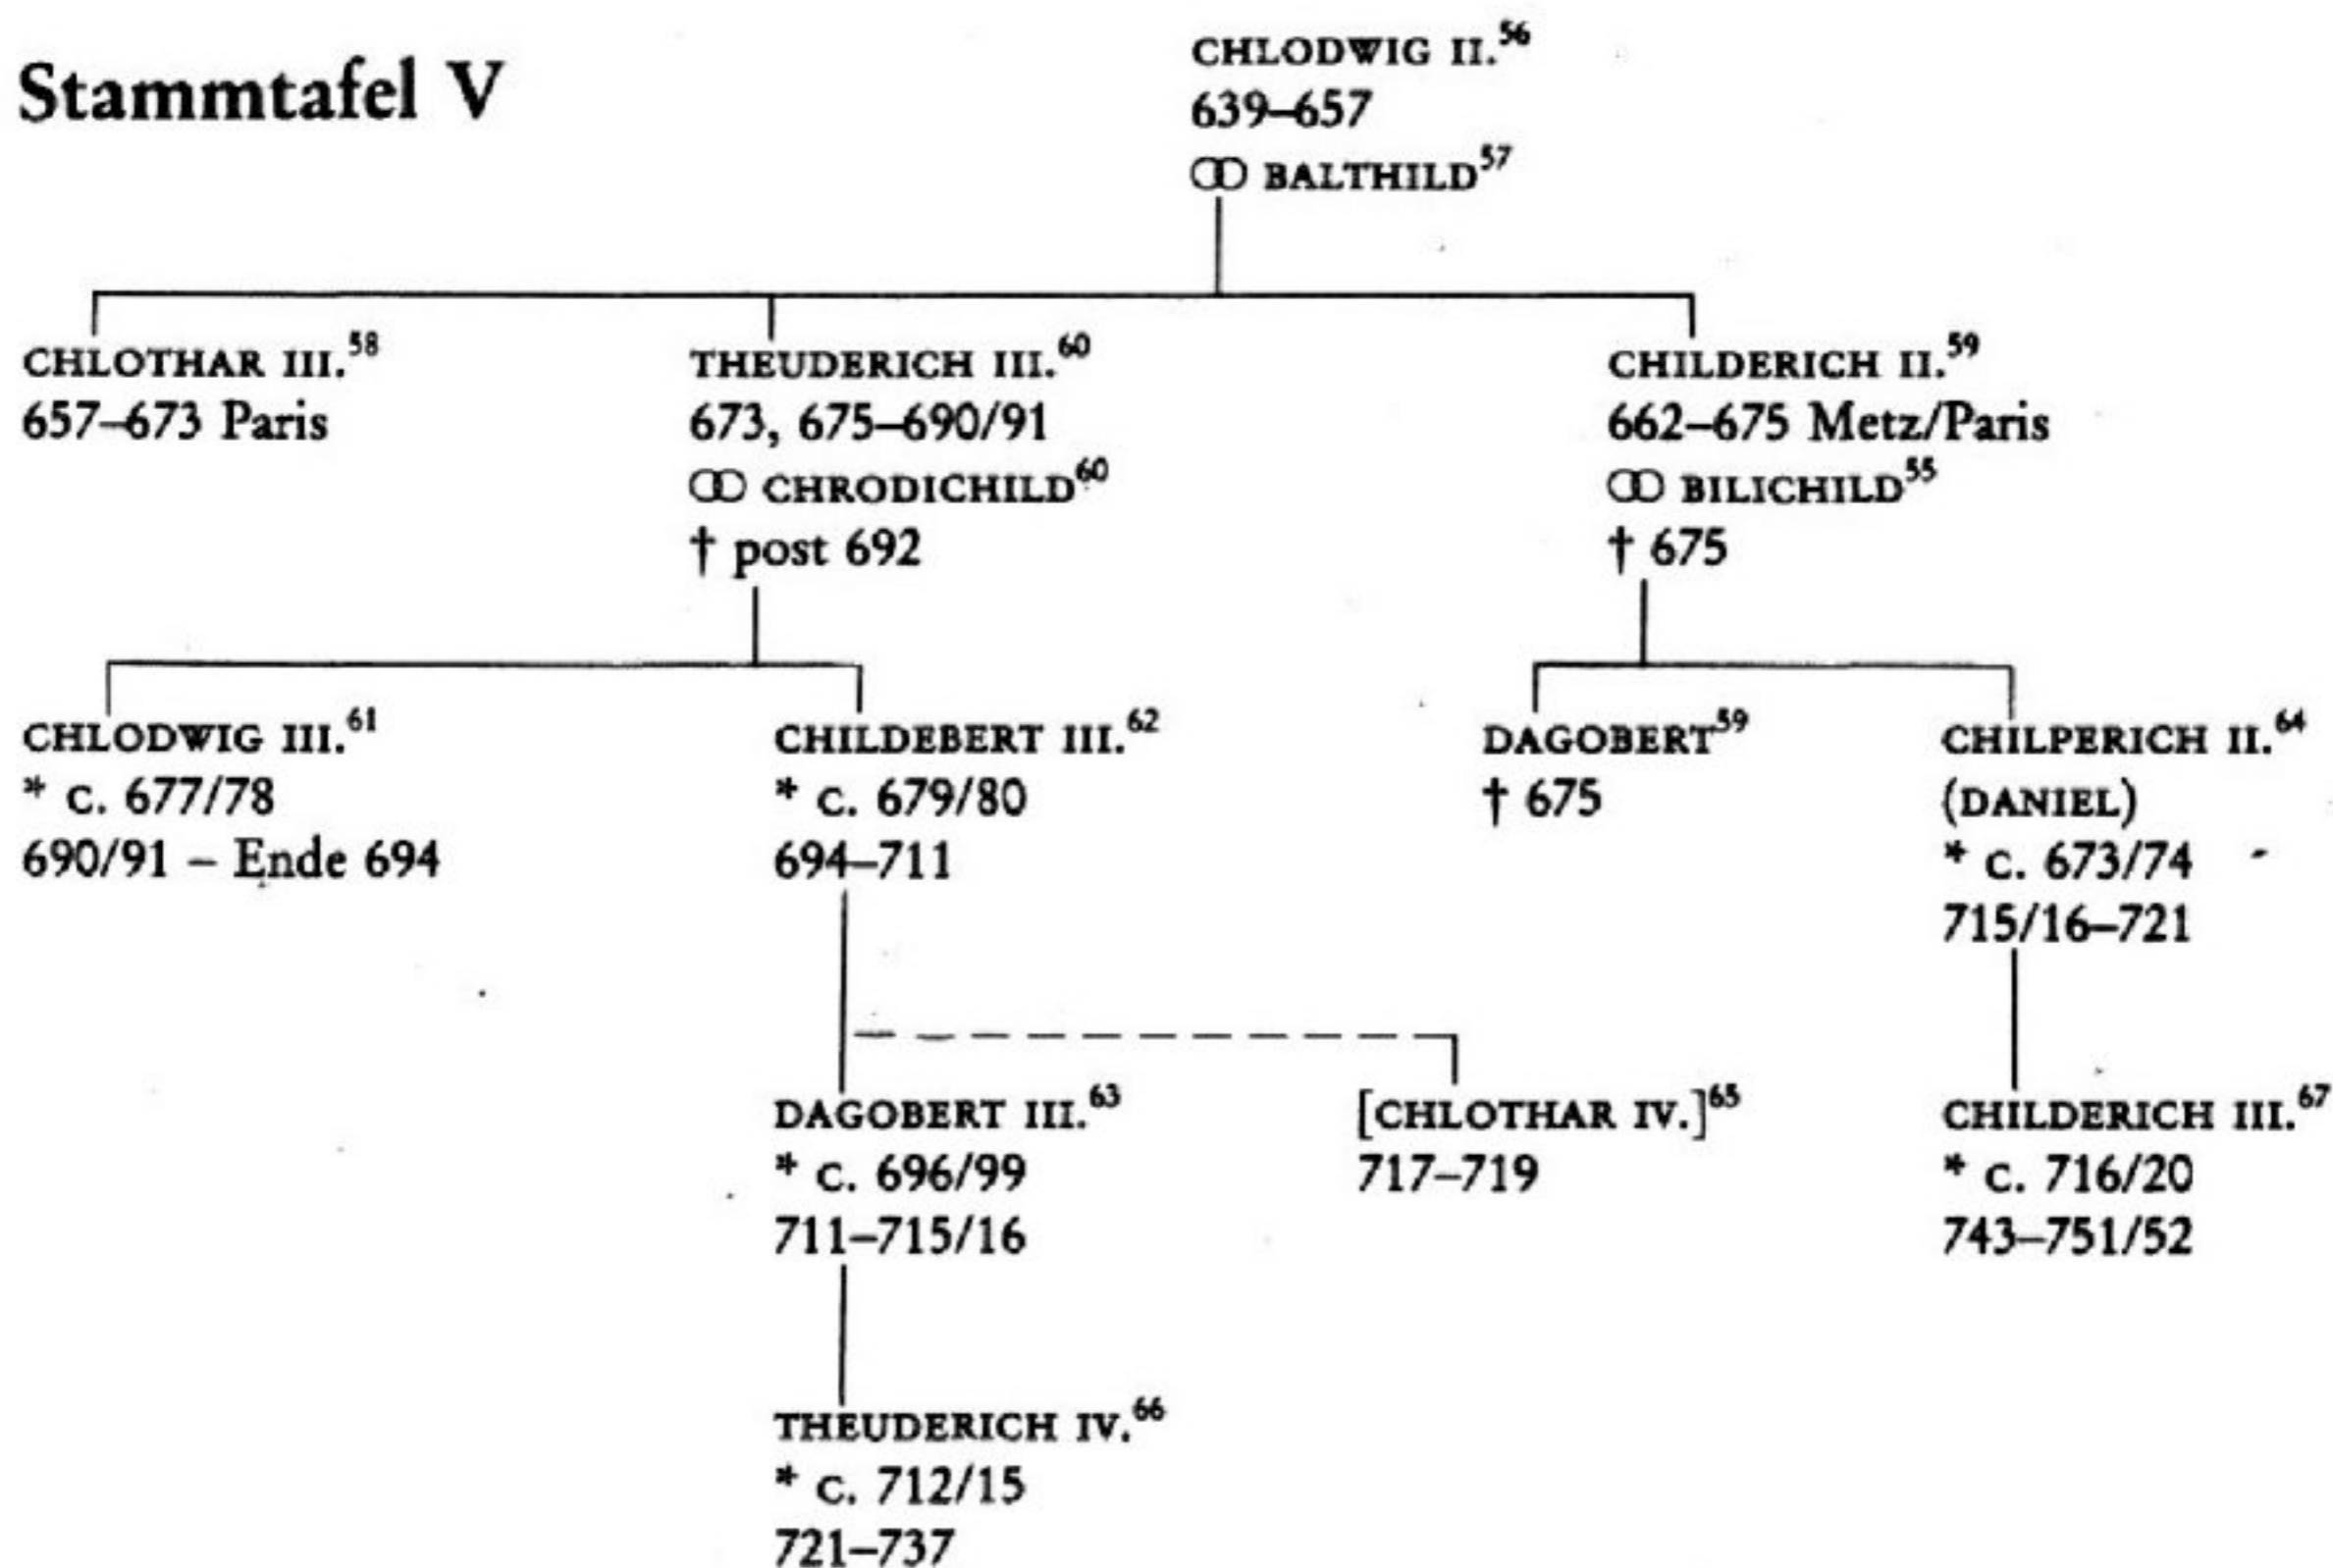 Stammtafel V
CHLODWIG II.⁵⁶
639–657
⚭ BALTHILD⁵⁷
CHLOTHAR III.⁵⁸
657–673 Paris
THEUDERICH III.⁶⁰
673, 675–690/91
⚭ CHRODICHILD⁶⁰
† post 692
CHILDERICH II.⁵⁹
662–675 Metz/Paris
⚭ BILICHILD⁵⁵
† 675
CHLODWIG III.⁶¹
* c. 677/78
690/91 – Ende 694
CHILDEBERT III.⁶²
* c. 679/80
694–711
DAGOBERT⁵⁹
† 675
CHILPERICH II.⁶⁴
(DANIEL)
* c. 673/74
715/16–721
DAGOBERT III.⁶³
* c. 696/99
711–715/16
[CHLOTHAR IV.]⁶⁵
717–719
CHILDERICH III.⁶⁷
* c. 716/20
743–751/52
THEUDERICH IV.⁶⁶
* c. 712/15
721–737